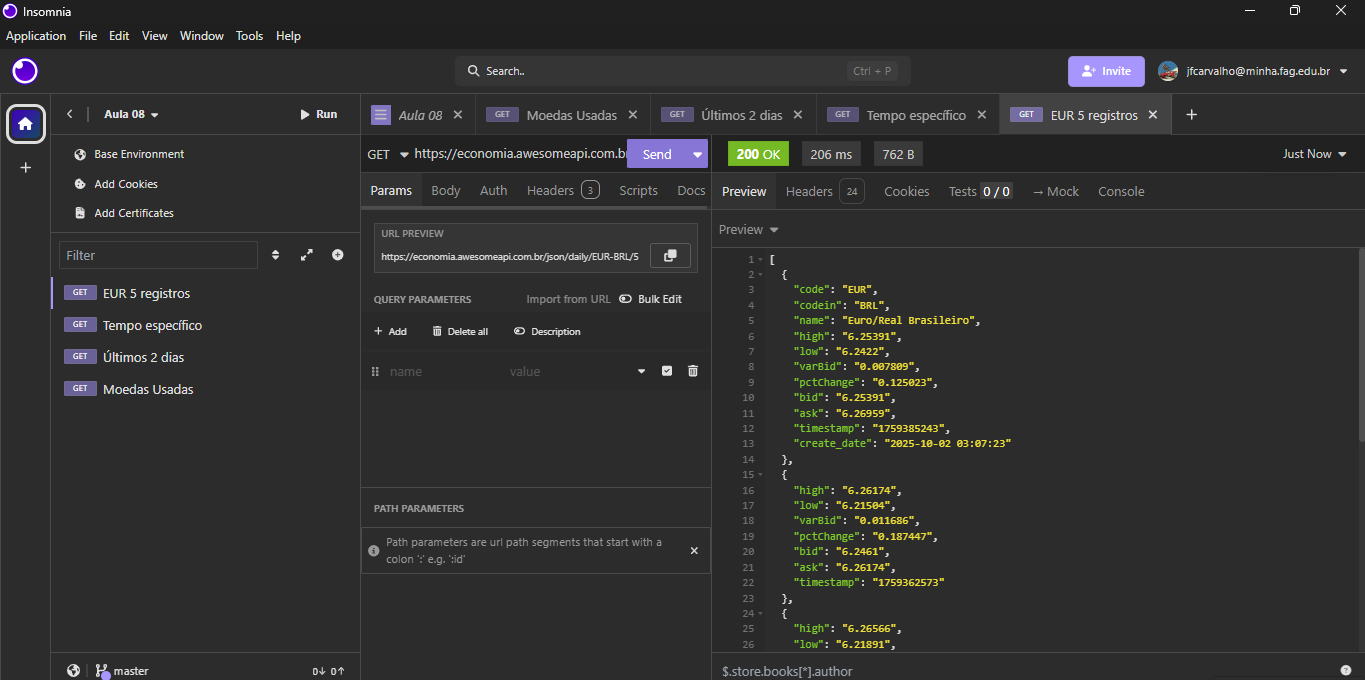 Insomnia
Application File Edit View Window Tools Help
Search.. Ctrl + P
Invite
jfcarvalho@minha.fag.edu.br
Aula 08
Run
Aula 08
GET Moedas Usadas
GET Últimos 2 dias
GET Tempo específico
GET EUR 5 registros
Base Environment
Add Cookies
Add Certificates
Filter
GET EUR 5 registros
GET Tempo específico
GET Últimos 2 dias
GET Moedas Usadas
master
0↓ 0↑
GET https://economia.awesomeapi.com.b
Send
Params Body Auth Headers 3 Scripts Docs
URL PREVIEW
https://economia.awesomeapi.com.br/json/daily/EUR-BRL/5
QUERY PARAMETERS Import from URL Bulk Edit
Add Delete all Description
name value
PATH PARAMETERS
Path parameters are url path segments that start with a
colon ':' e.g. ':id'
200 OK 206 ms 762 B Just Now
Preview Headers 24 Cookies Tests 0 / 0 → Mock Console
Preview
1 [
2 {
3 "code": "EUR",
4 "codein": "BRL",
5 "name": "Euro/Real Brasileiro",
6 "high": "6.25391",
7 "low": "6.2422",
8 "varBid": "0.007809",
9 "pctChange": "0.125023",
10 "bid": "6.25391",
11 "ask": "6.26959",
12 "timestamp": "1759385243",
13 "create_date": "2025-10-02 03:07:23"
14 },
15 {
16 "high": "6.26174",
17 "low": "6.21504",
18 "varBid": "0.011686",
19 "pctChange": "0.187447",
20 "bid": "6.2461",
21 "ask": "6.26174",
22 "timestamp": "1759362573"
23 },
24 {
25 "high": "6.26566",
26 "low": "6.21891",
$.store.books[*].author